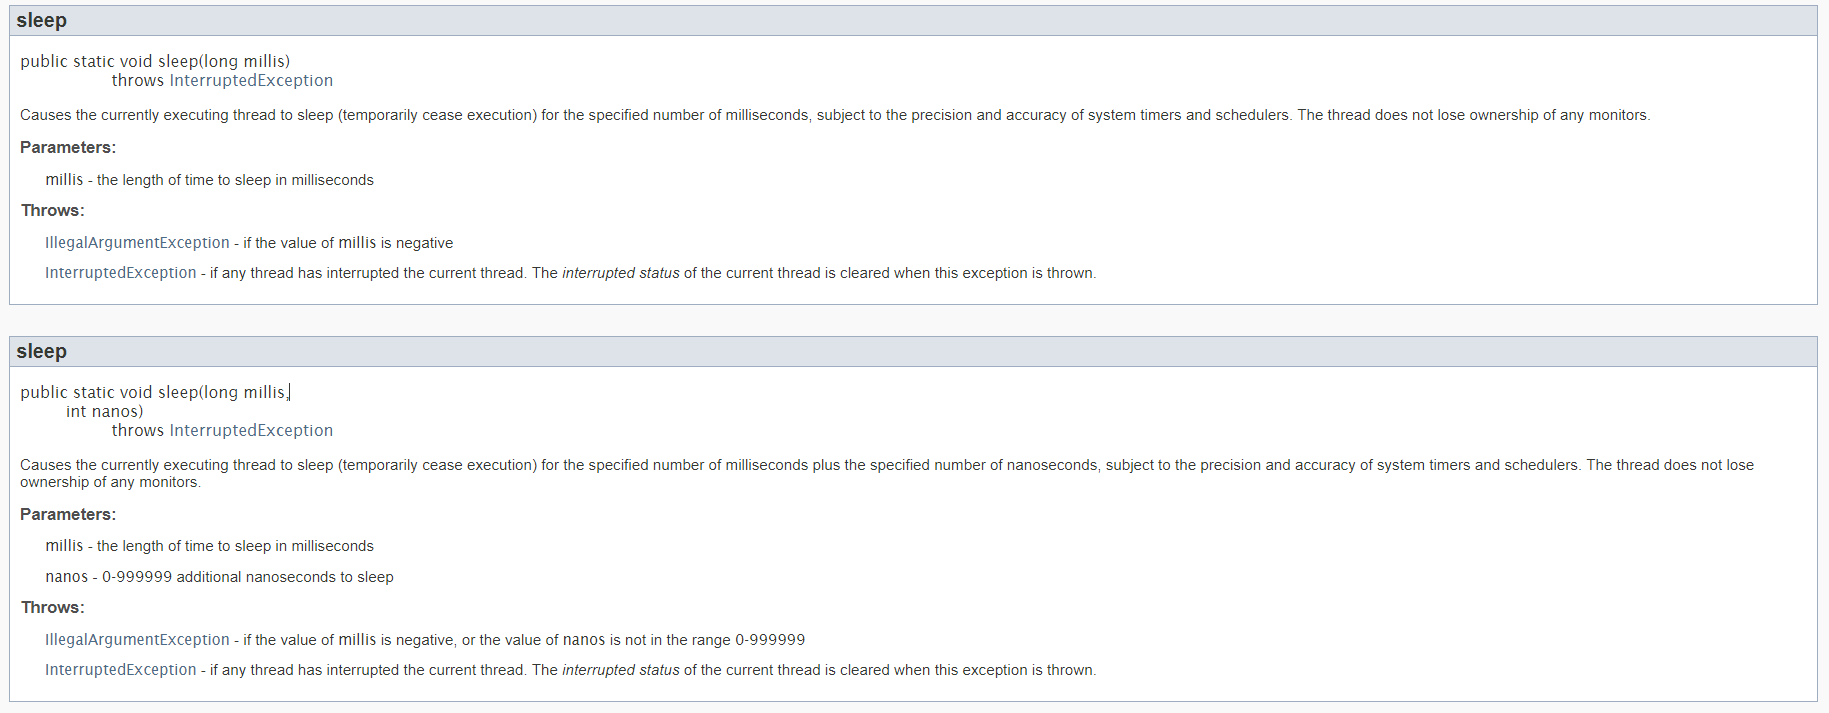 sleep
public static void sleep(long millis)
throws InterruptedException
Causes the currently executing thread to sleep (temporarily cease execution) for the specified number of milliseconds, subject to the precision and accuracy of system timers and schedulers. The thread does not lose ownership of any monitors.
Parameters:
millis - the length of time to sleep in milliseconds
Throws:
IllegalArgumentException - if the value of millis is negative
InterruptedException - if any thread has interrupted the current thread. The interrupted status of the current thread is cleared when this exception is thrown.
sleep
public static void sleep(long millis,
int nanos)
throws InterruptedException
Causes the currently executing thread to sleep (temporarily cease execution) for the specified number of milliseconds plus the specified number of nanoseconds, subject to the precision and accuracy of system timers and schedulers. The thread does not lose
ownership of any monitors.
Parameters:
millis - the length of time to sleep in milliseconds
nanos - 0-999999 additional nanoseconds to sleep
Throws:
IllegalArgumentException - if the value of millis is negative, or the value of nanos is not in the range 0-999999
InterruptedException - if any thread has interrupted the current thread. The interrupted status of the current thread is cleared when this exception is thrown.